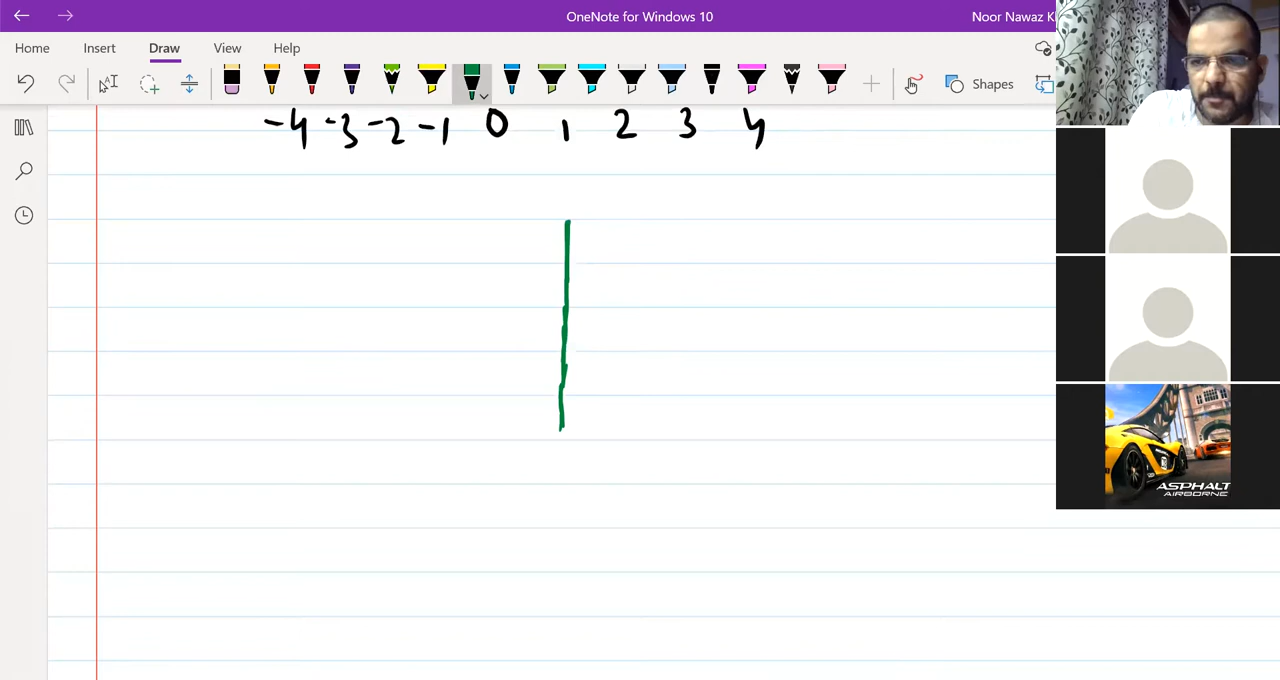 OneNote for Windows 10
Noor Nawaz K
Home Insert Draw View Help
Shapes
-4 -3 -2 -1 0 1 2 3 4
ASPHALT
AIRBORNE